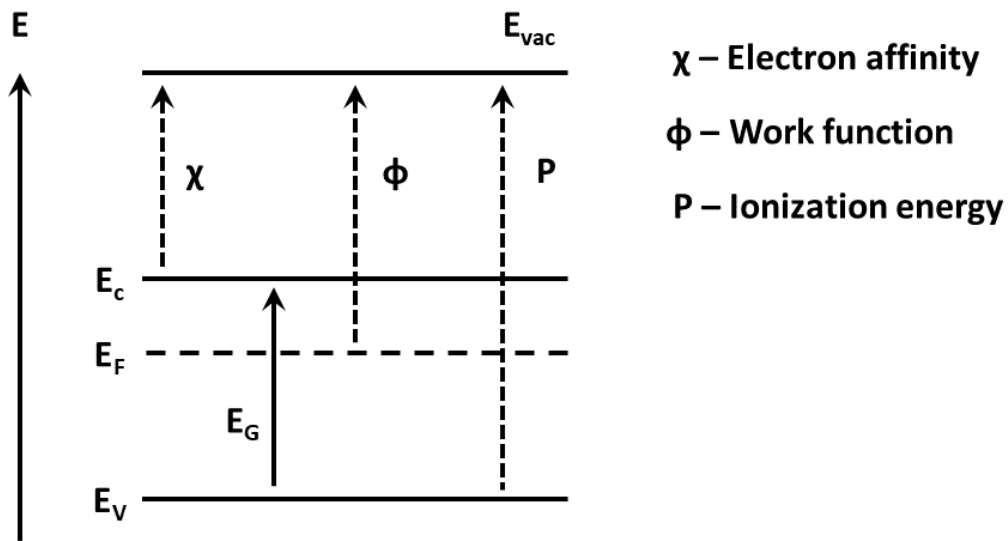 E
E_vac
χ – Electron affinity
ϕ – Work function
χ
ϕ
P
P – Ionization energy
E_c
E_F
E_G
E_V